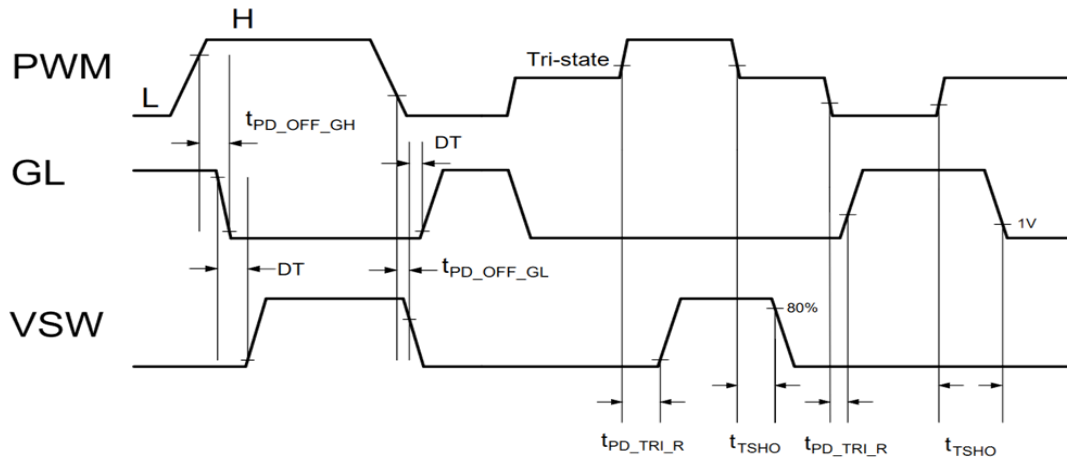 H
PWM
Tri-state
L
tPD_OFF_GH
DT
GL
1V
DT
tPD_OFF_GL
VSW
80%
tPD_TRI_R
tTSHO
tPD_TRI_R
tTSHO